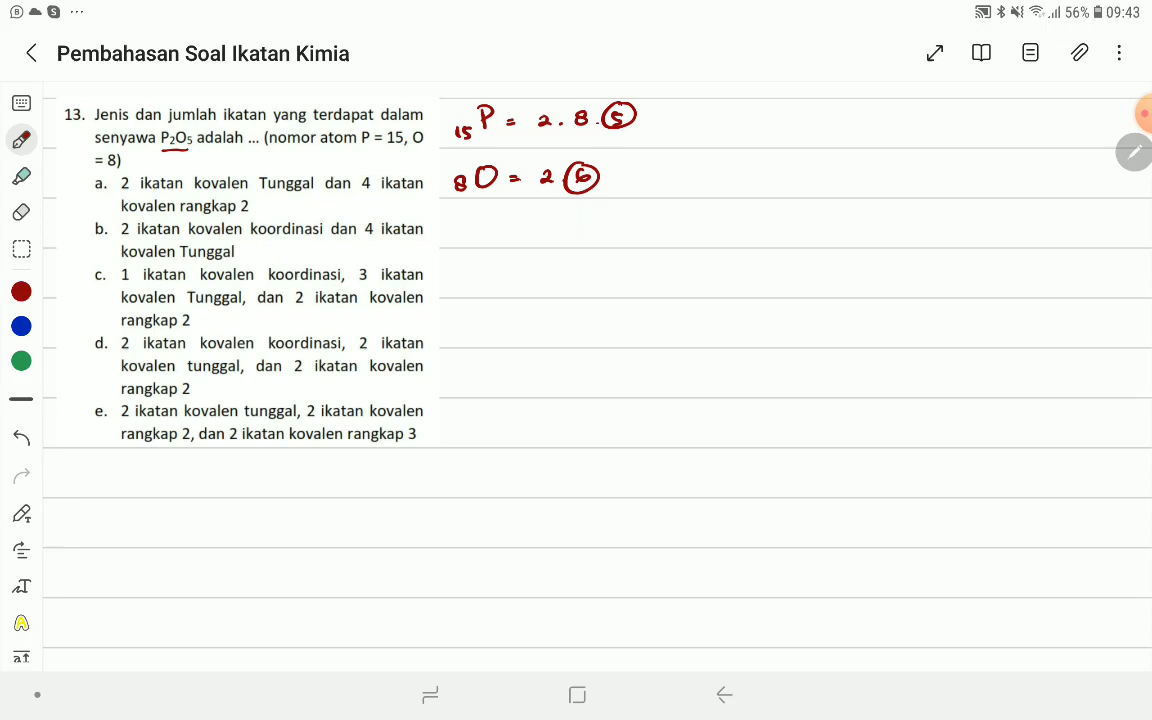 56% 09:43
Pembahasan Soal Ikatan Kimia
13. Jenis dan jumlah ikatan yang terdapat dalam
senyawa P₂O₅ adalah ... (nomor atom P = 15, O
= 8)
a. 2 ikatan kovalen Tunggal dan 4 ikatan
kovalen rangkap 2
b. 2 ikatan kovalen koordinasi dan 4 ikatan
kovalen Tunggal
c. 1 ikatan kovalen koordinasi, 3 ikatan
kovalen Tunggal, dan 2 ikatan kovalen
rangkap 2
d. 2 ikatan kovalen koordinasi, 2 ikatan
kovalen tunggal, dan 2 ikatan kovalen
rangkap 2
e. 2 ikatan kovalen tunggal, 2 ikatan kovalen
rangkap 2, dan 2 ikatan kovalen rangkap 3
₁₅P = 2. 8. 5
₈O = 2 6